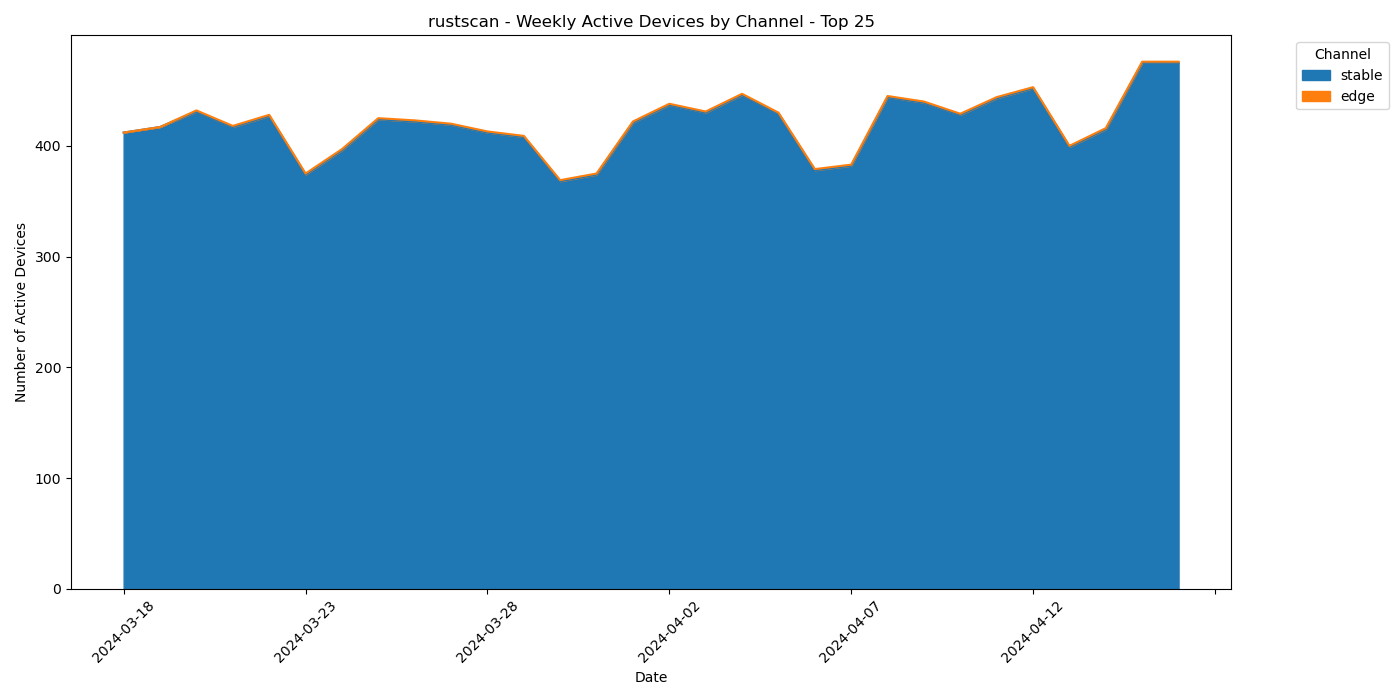 rustscan - Weekly Active Devices by Channel - Top 25
Channel
stable
edge
Number of Active Devices
400
300
200
100
0
2024-03-18
2024-03-23
2024-03-28
2024-04-02
2024-04-07
2024-04-12
Date